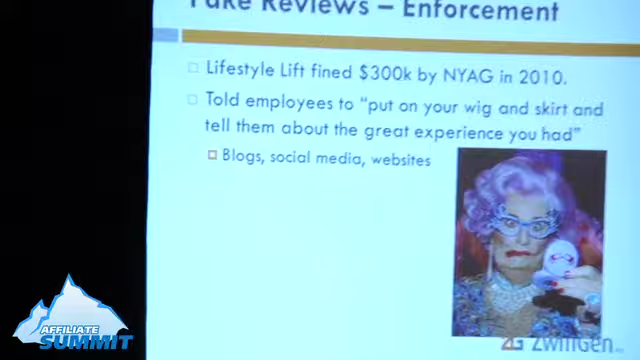 Fake Reviews – Enforcement
Lifestyle Lift fined $300k by NYAG in 2010.
Told employees to “put on your wig and skirt and
tell them about the great experience you had”
Blogs, social media, websites
ZG ZwillGen
AFFILIATE
SUMMIT